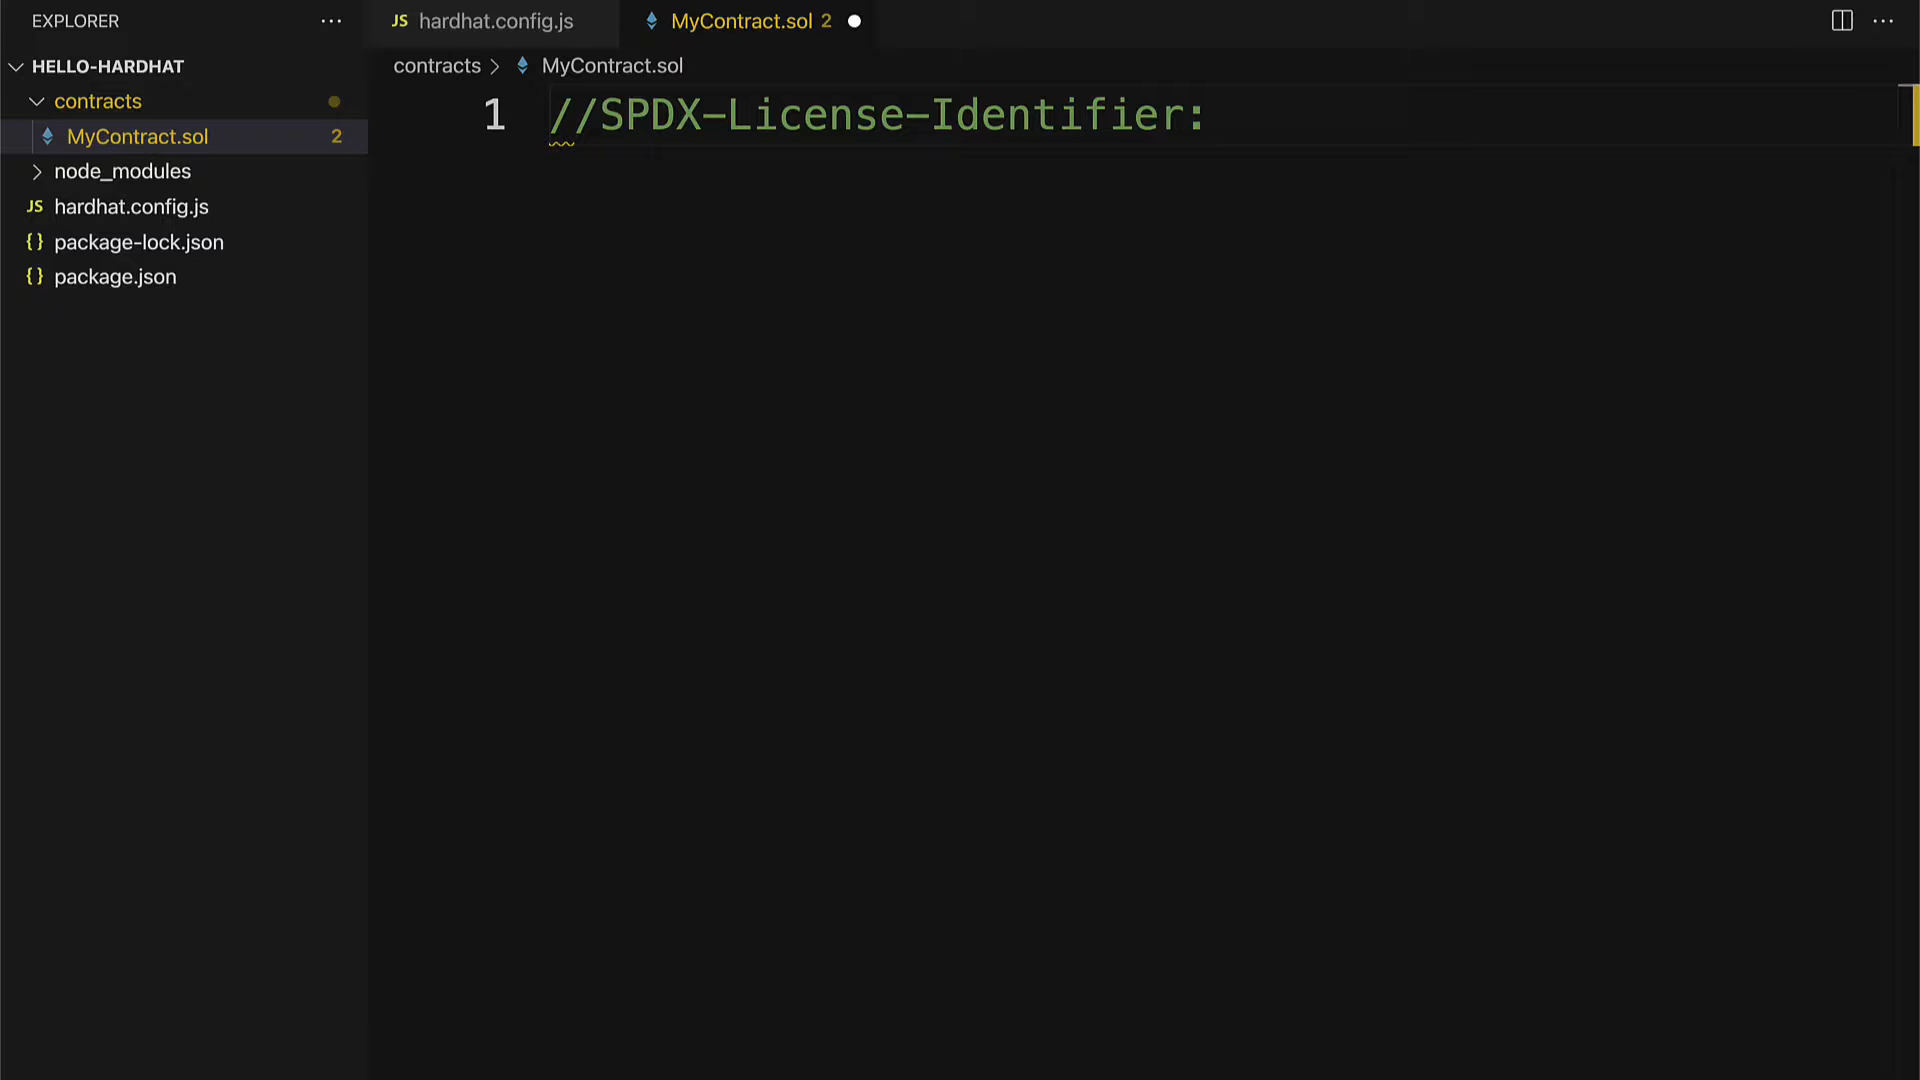 EXPLORER
HELLO-HARDHAT
contracts
MyContract.sol 2
node_modules
JS hardhat.config.js
{} package-lock.json
{} package.json
JS hardhat.config.js
MyContract.sol 2
contracts > MyContract.sol
1 //SPDX-License-Identifier: